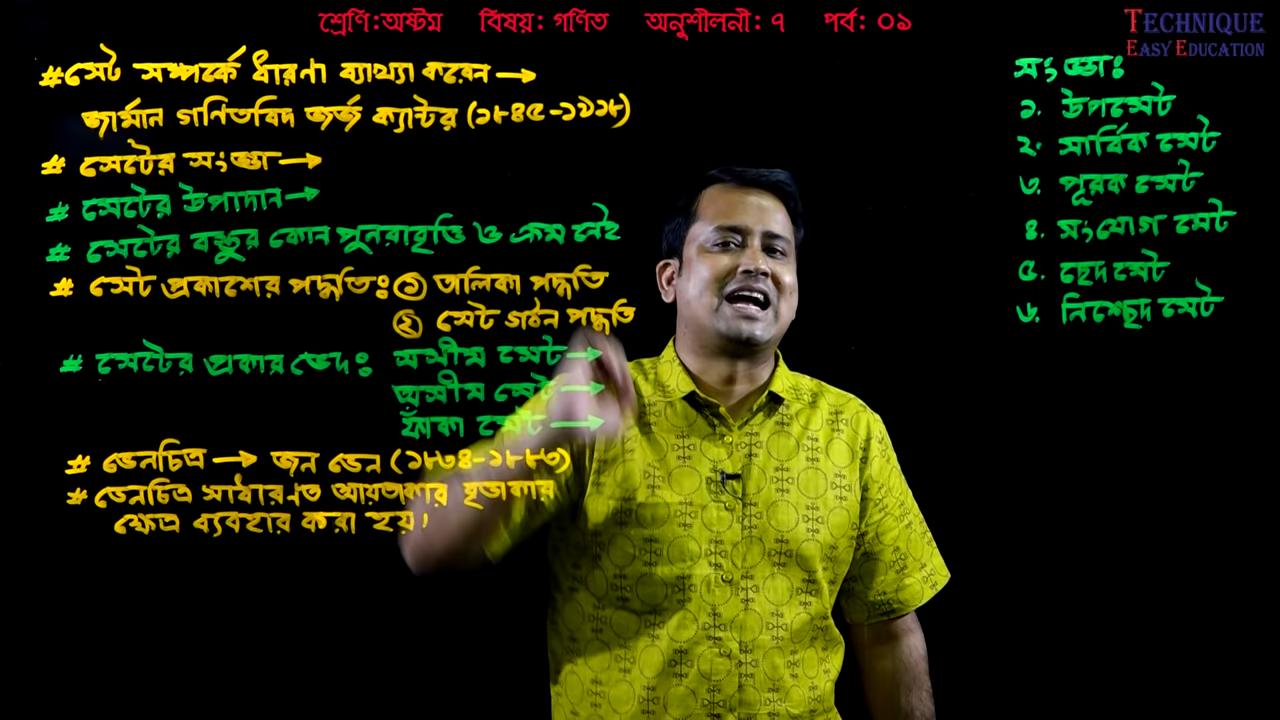 শ্রেণি:অষ্টম বিষয়: গণিত অনুশীলনী: ৭ পর্ব: ০১
TECHNIQUE
EASY EDUCATION
#সেট সম্পর্কে ধারণা ব্যাখ্যা করেন →
জার্মান গণিতবিদ জর্জ ক্যান্টর (১৮৪৫-১৯১৮)
# সেটের সংজ্ঞা →
# সেটের উপাদান →
# সেটের বস্তুর কোন পুনরাবৃত্তি ও ক্রম নেই
# সেট প্রকাশের পদ্ধতিঃ ① তালিকা পদ্ধতি
② সেট গঠন পদ্ধতি
# সেটের প্রকার ভেদঃ সসীম সেট →
অসীম সেট →
ফাঁকা সেট →
# ভেনচিত্র → জন ভেন (১৮৩৪-১৮৮৩)
# ভেনচিত্র সাধারণত আয়তাকার বৃত্তাকার
ক্ষেত্র ব্যবহার করা হয়।
সংজ্ঞাঃ
১. উপসেট
২. সার্বিক সেট
৩. পূরক সেট
৪. সংযোগ সেট
৫. ছেদ সেট
৬. নিশ্ছেদ সেট